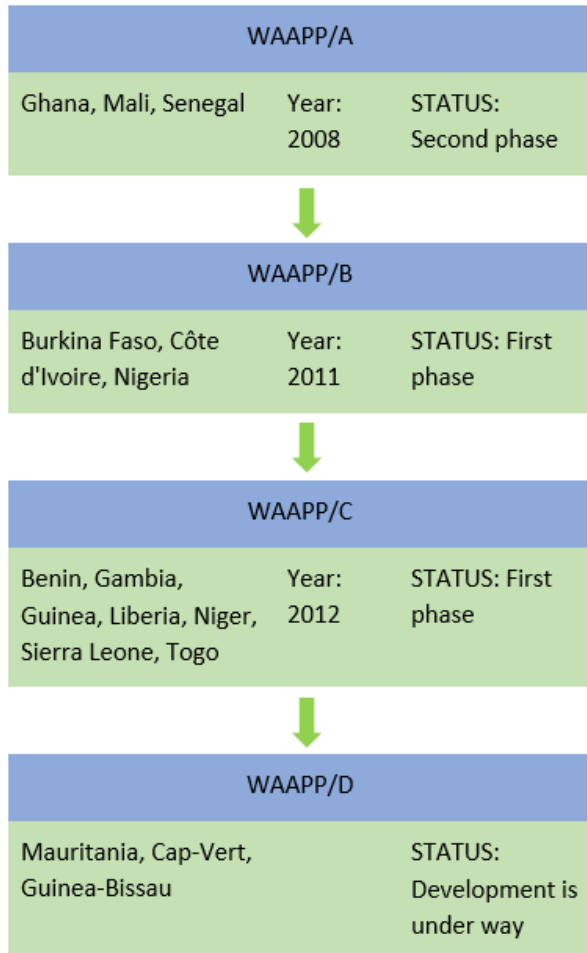 WAAPP/A
Ghana, Mali, Senegal
Year:
2008
STATUS:
Second phase
WAAPP/B
Burkina Faso, Côte
d'Ivoire, Nigeria
Year:
2011
STATUS: First
phase
WAAPP/C
Benin, Gambia,
Guinea, Liberia, Niger,
Sierra Leone, Togo
Year:
2012
STATUS: First
phase
WAAPP/D
Mauritania, Cap-Vert,
Guinea-Bissau
STATUS:
Development is
under way